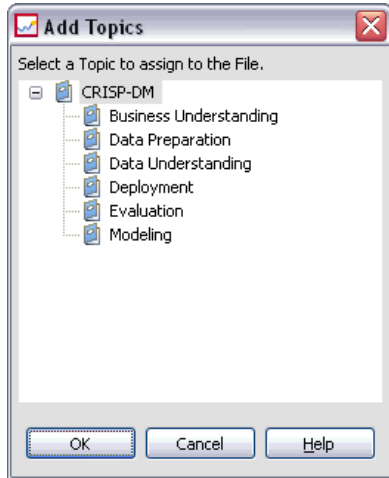 Add Topics
Select a Topic to assign to the File.
CRISP-DM
Business Understanding
Data Preparation
Data Understanding
Deployment
Evaluation
Modeling
OK Cancel Help